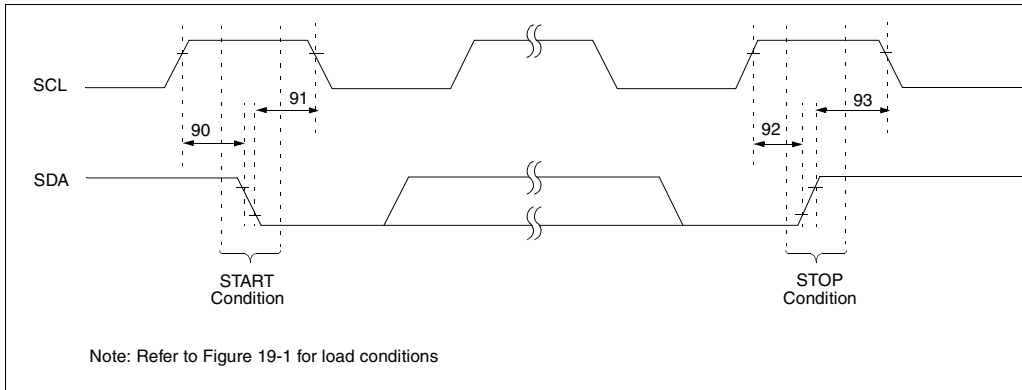 SCL
91
93
90
92
SDA
START
Condition
STOP
Condition
Note: Refer to Figure 19-1 for load conditions